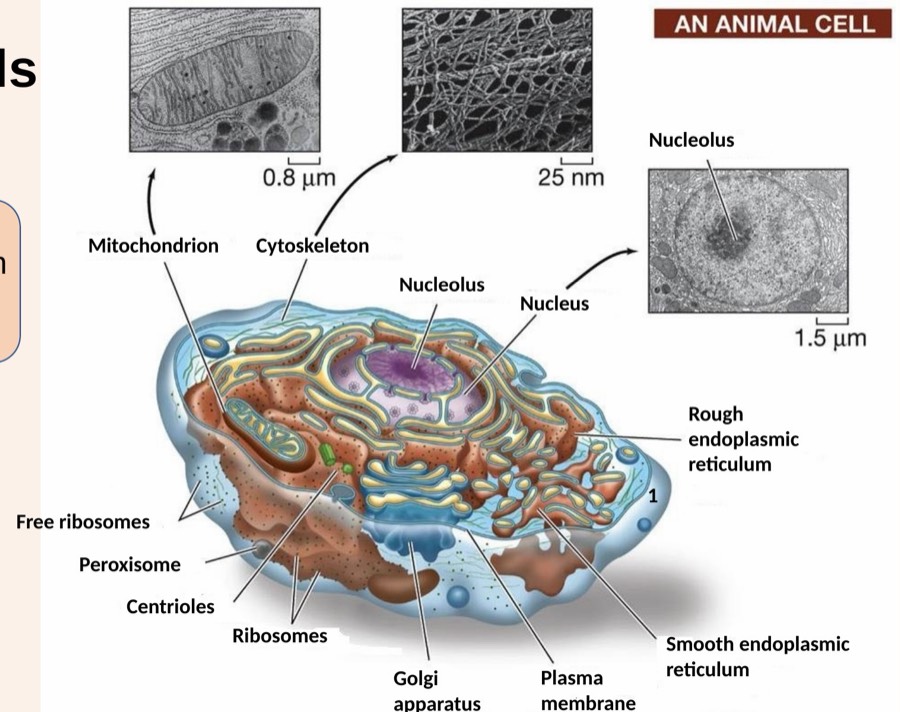 AN ANIMAL CELL
ls
Nucleolus
0.8 µm
25 nm
Mitochondrion
Cytoskeleton
n
Nucleolus
Nucleus
1.5 µm
Rough
endoplasmic
reticulum
1
Free ribosomes
Peroxisome
Centrioles
Ribosomes
Smooth endoplasmic
reticulum
Golgi
apparatus
Plasma
membrane